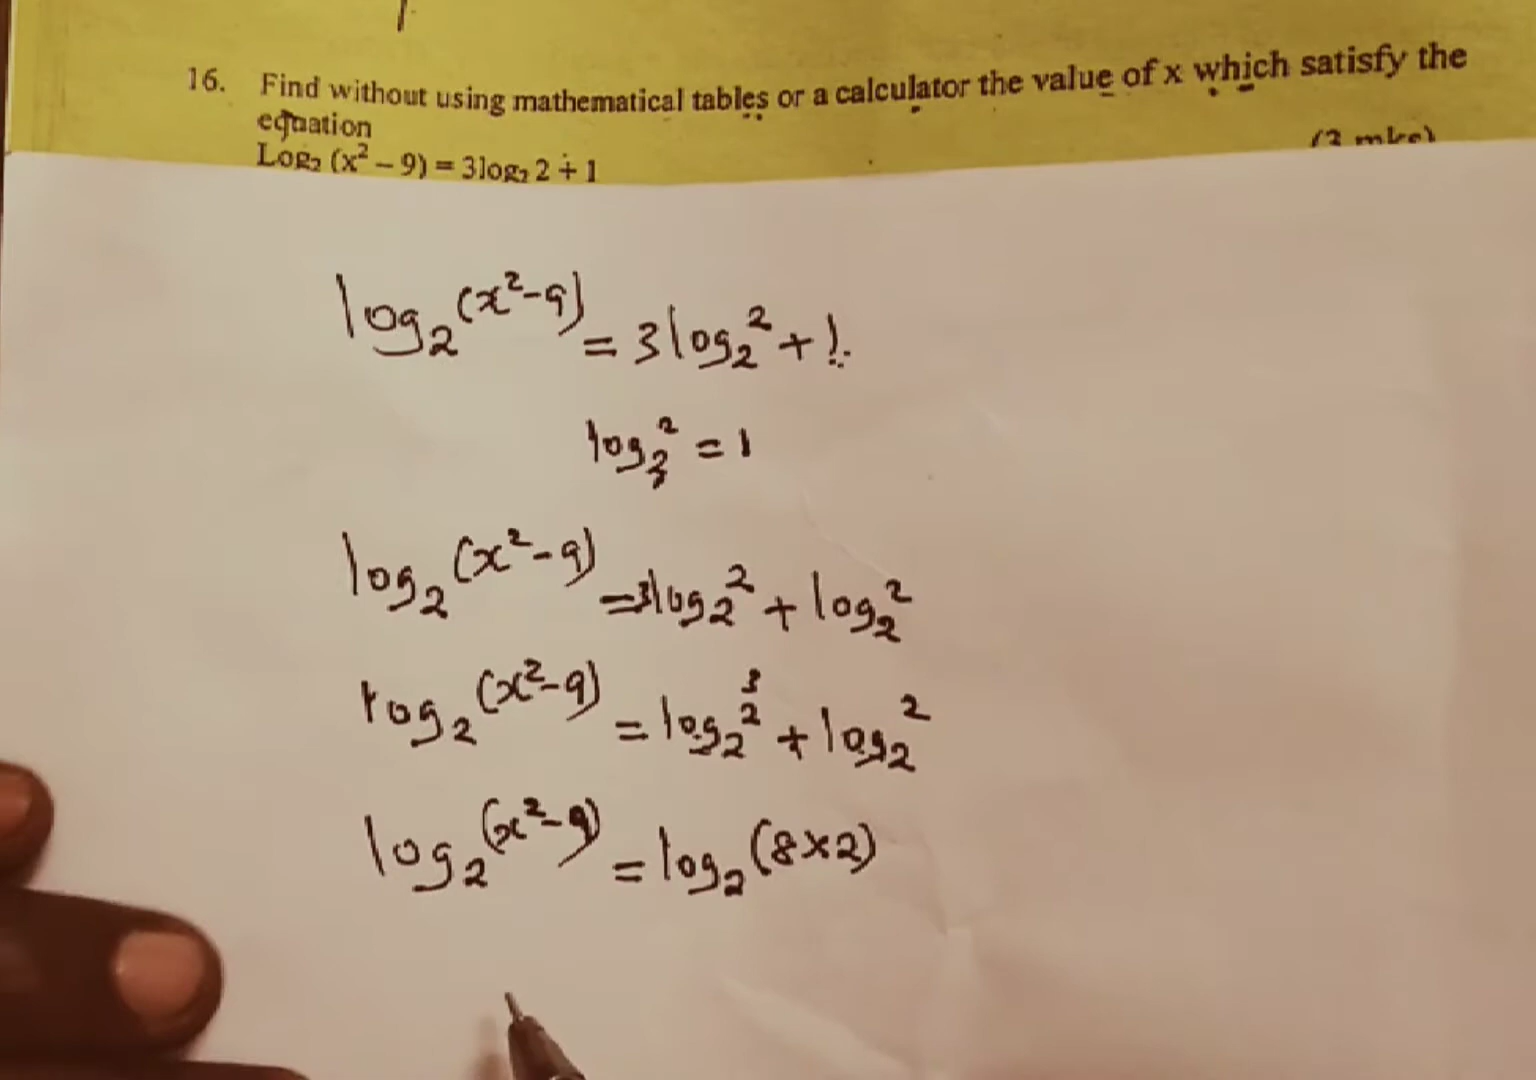 16. Find without using mathematical tables or a calculator the value of x which satisfy the
equation
(3 mks)
Log₂ (x² – 9) = 3log₂ 2 + 1
log₂(x²-9) = 3log₂2 + 1
log₂2 = 1
log₂(x²-9) = 3log₂2 + log₂2
log₂(x²-9) = log₂2³ + log₂2
log₂(x²-9) = log₂(8×2)